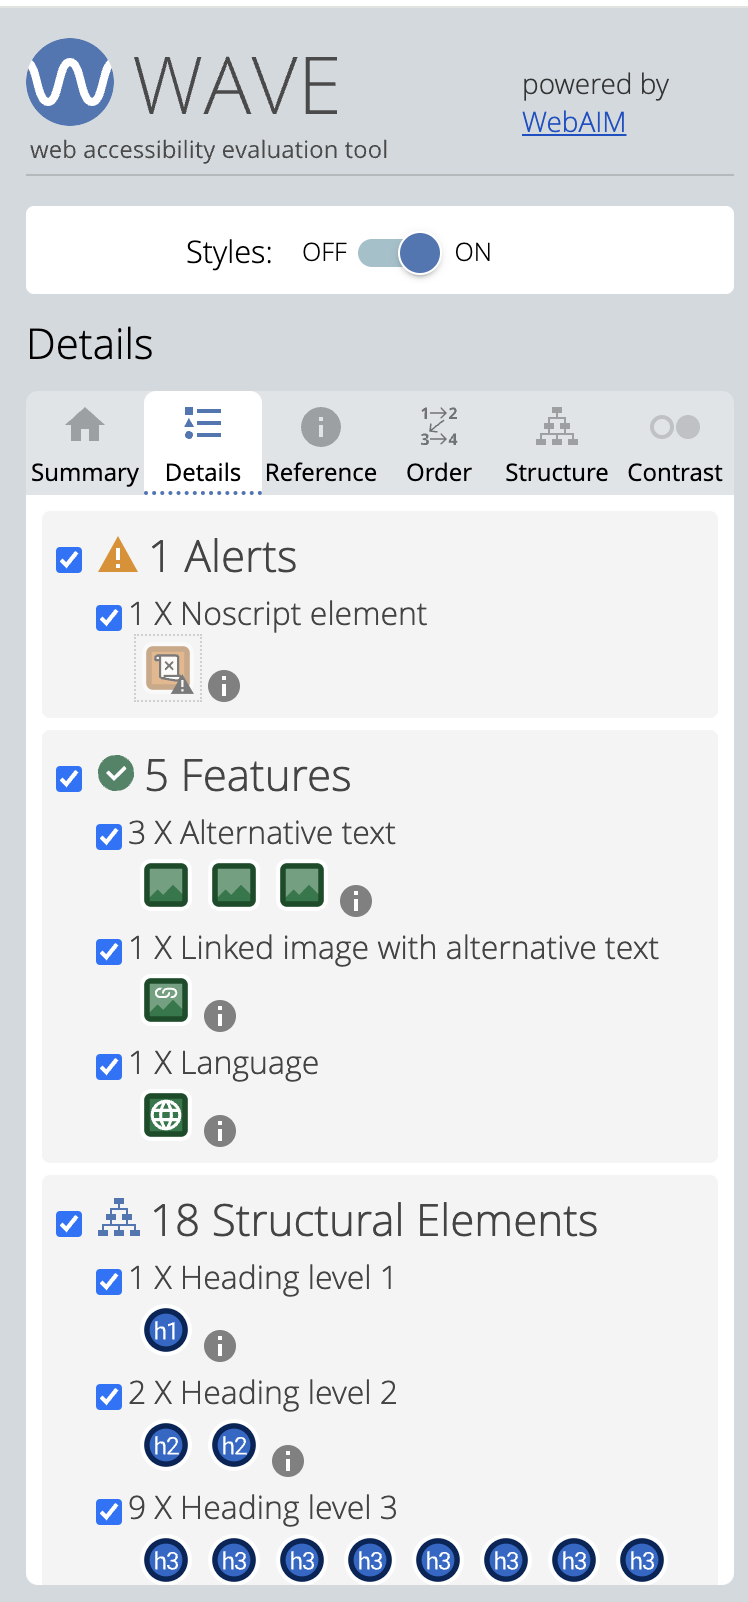 WAVE
powered by
WebAIM
web accessibility evaluation tool
Styles: OFF ON
Details
1 2
3 4
Summary Details Reference Order Structure Contrast
1 Alerts
1 X Noscript element
5 Features
3 X Alternative text
1 X Linked image with alternative text
1 X Language
18 Structural Elements
1 X Heading level 1
h1
2 X Heading level 2
h2 h2
9 X Heading level 3
h3 h3 h3 h3 h3 h3 h3 h3